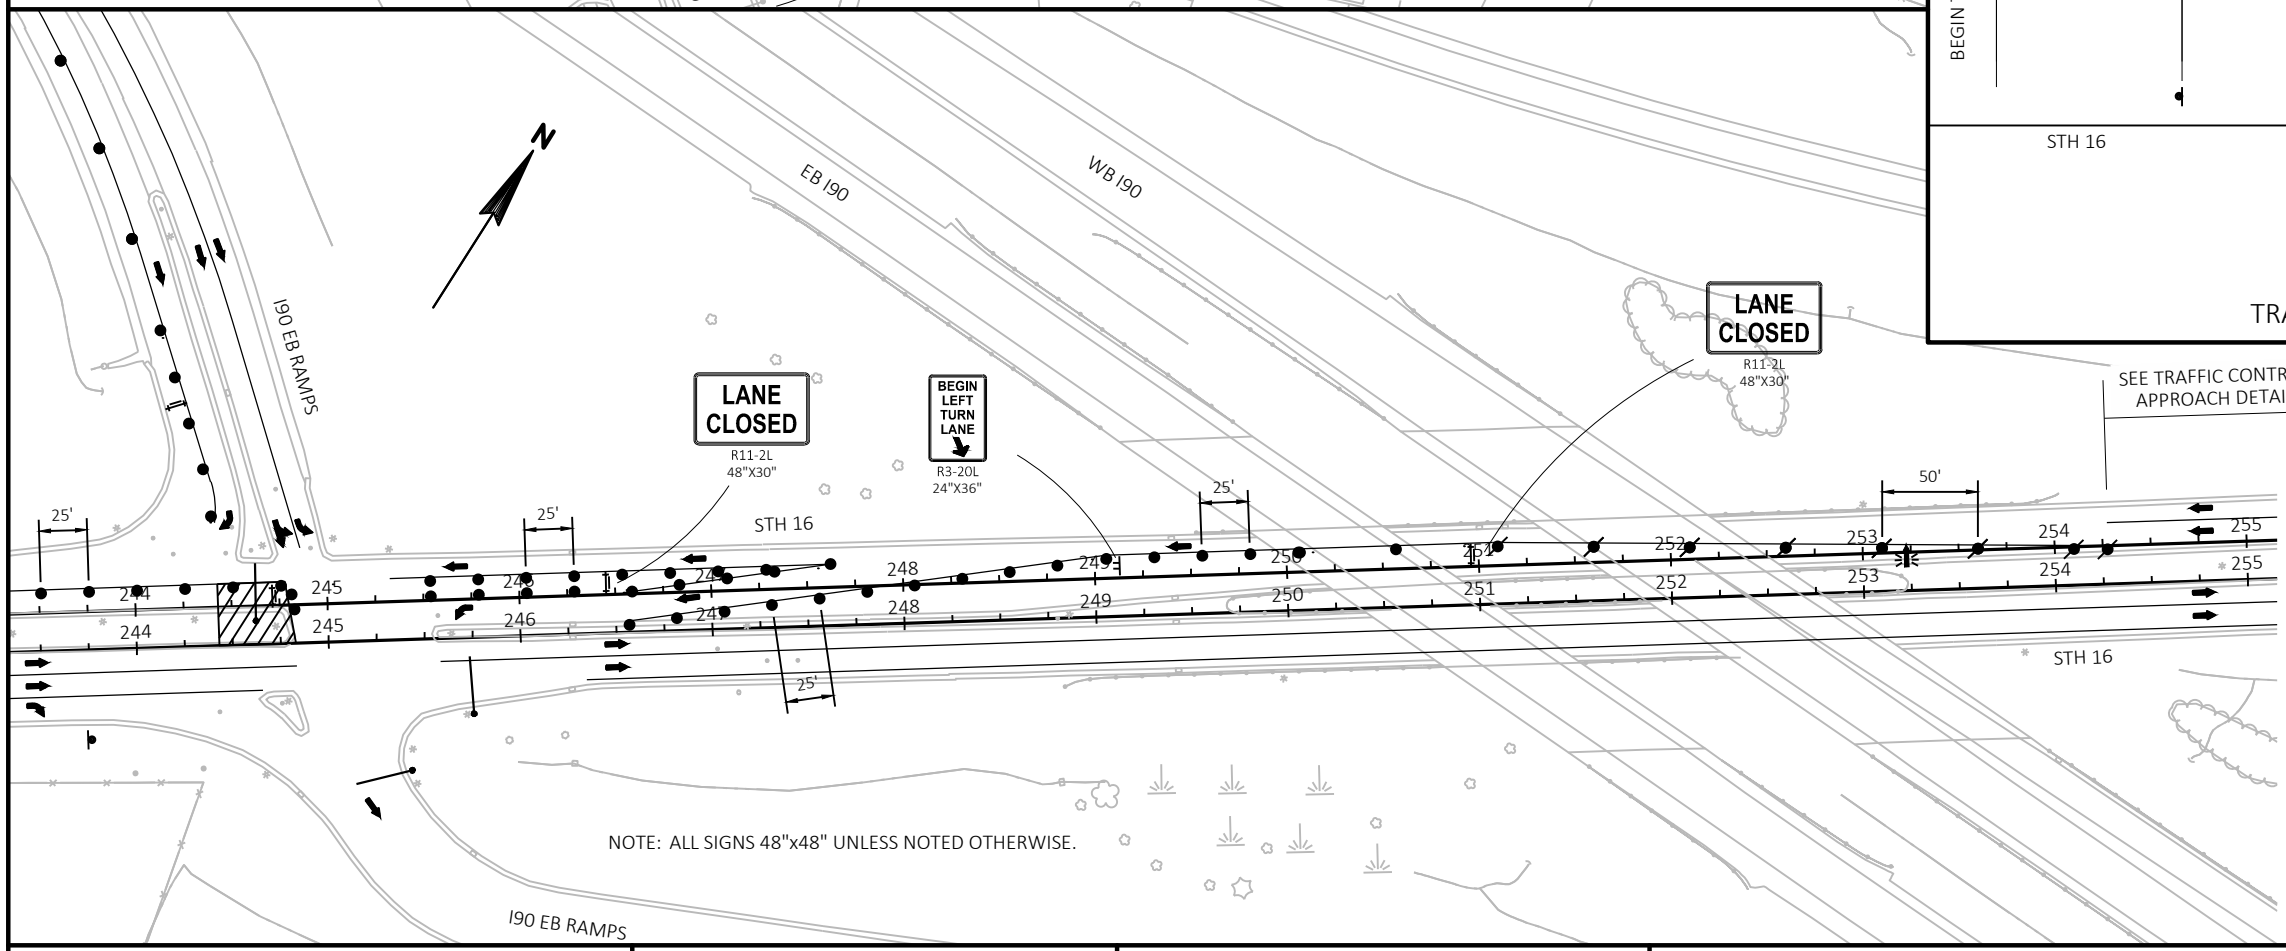 BEGIN
STH 16
TRA
N
EB I90
WB I90
I90 EB RAMPS
LANE
CLOSED
R11-2L
48"X30"
BEGIN
LEFT
TURN
LANE
R3-20L
24"X36"
LANE
CLOSED
R11-2L
48"X30"
SEE TRAFFIC CONTR
APPROACH DETAI
25'
25'
STH 16
25'
50'
244 245 246 247 248 249 250 251 252 253 254 255
244 245 246 247 248 249 250 251 252 253 254 255
25'
STH 16
NOTE: ALL SIGNS 48"x48" UNLESS NOTED OTHERWISE.
I90 EB RAMPS